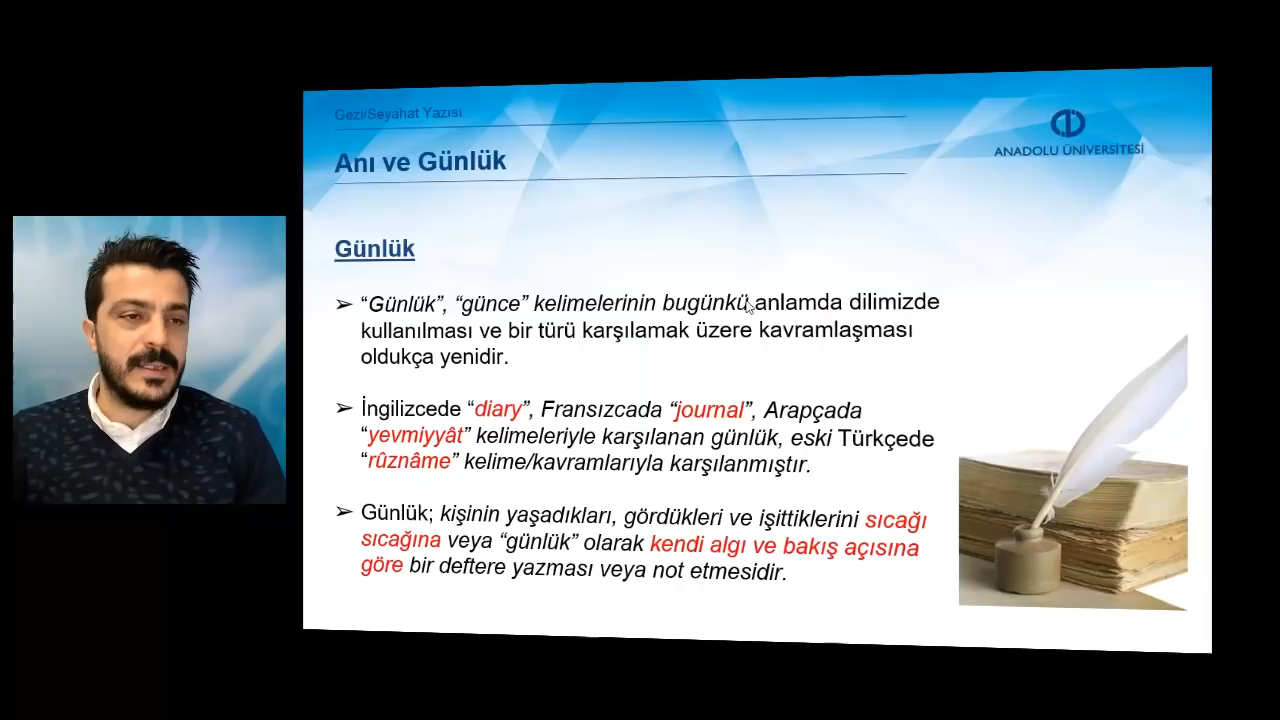 Gezi/Seyahat Yazısı
ANADOLU ÜNİVERSİTESİ
Anı ve Günlük
Günlük
➢ “Günlük”, “günce” kelimelerinin bugünkü anlamda dilimizde
kullanılması ve bir türü karşılamak üzere kavramlaşması
oldukça yenidir.
➢ İngilizcede “diary”, Fransızcada “journal”, Arapçada
“yevmiyyât” kelimeleriyle karşılanan günlük, eski Türkçede
“rûznâme” kelime/kavramlarıyla karşılanmıştır.
➢ Günlük; kişinin yaşadıkları, gördükleri ve işittiklerini sıcağı
sıcağına veya “günlük” olarak kendi algı ve bakış açısına
göre bir deftere yazması veya not etmesidir.